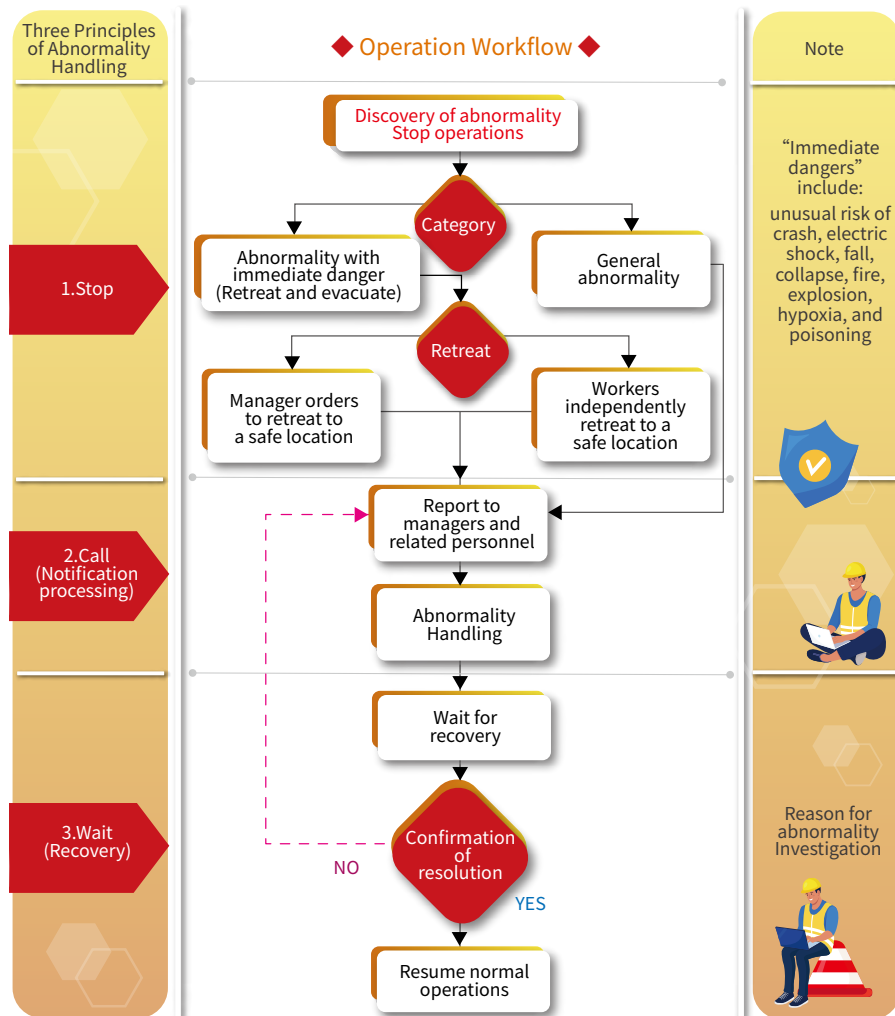 Three Principles
of Abnormality
Handling
◆ Operation Workflow ◆
Note
Discovery of abnormality
Stop operations
Category
Abnormality with
immediate danger
(Retreat and evacuate)
General
abnormality
1.Stop
Retreat
Manager orders
to retreat to
a safe location
Workers
independently
retreat to a
safe location
“Immediate
dangers”
include:
unusual risk of
crash, electric
shock, fall,
collapse, fire,
explosion,
hypoxia, and
poisoning
2.Call
(Notification
processing)
Report to
managers and
related personnel
Abnormality
Handling
3.Wait
(Recovery)
Wait for
recovery
Confirmation
of
resolution
NO
YES
Resume normal
operations
Reason for
abnormality
Investigation